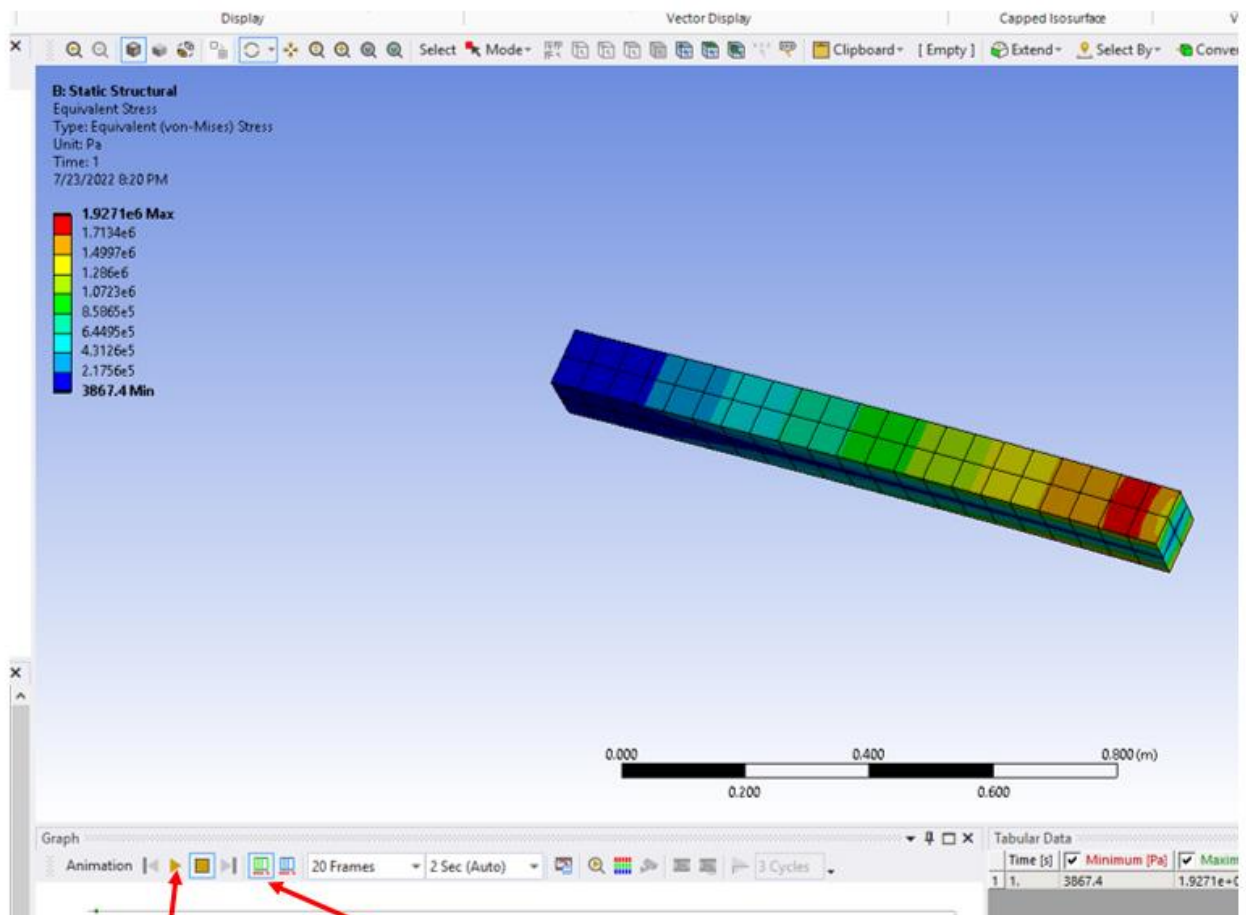 Display Vector Display Capped Isosurface
Select Mode Clipboard [ Empty ] Extend Select By
B: Static Structural
Equivalent Stress
Type: Equivalent (von-Mises) Stress
Unit: Pa
Time: 1
7/23/2022 8:20 PM
1.9271e6 Max
1.7134e6
1.4997e6
1.286e6
1.0723e6
8.5865e5
6.4495e5
4.3126e5
2.1756e5
3867.4 Min
0.000 0.400 0.800 (m)
0.200 0.600
Graph Tabular Data
Animation 20 Frames 2 Sec (Auto) 3 Cycles
Time [s] Minimum [Pa]
1 1. 3867.4